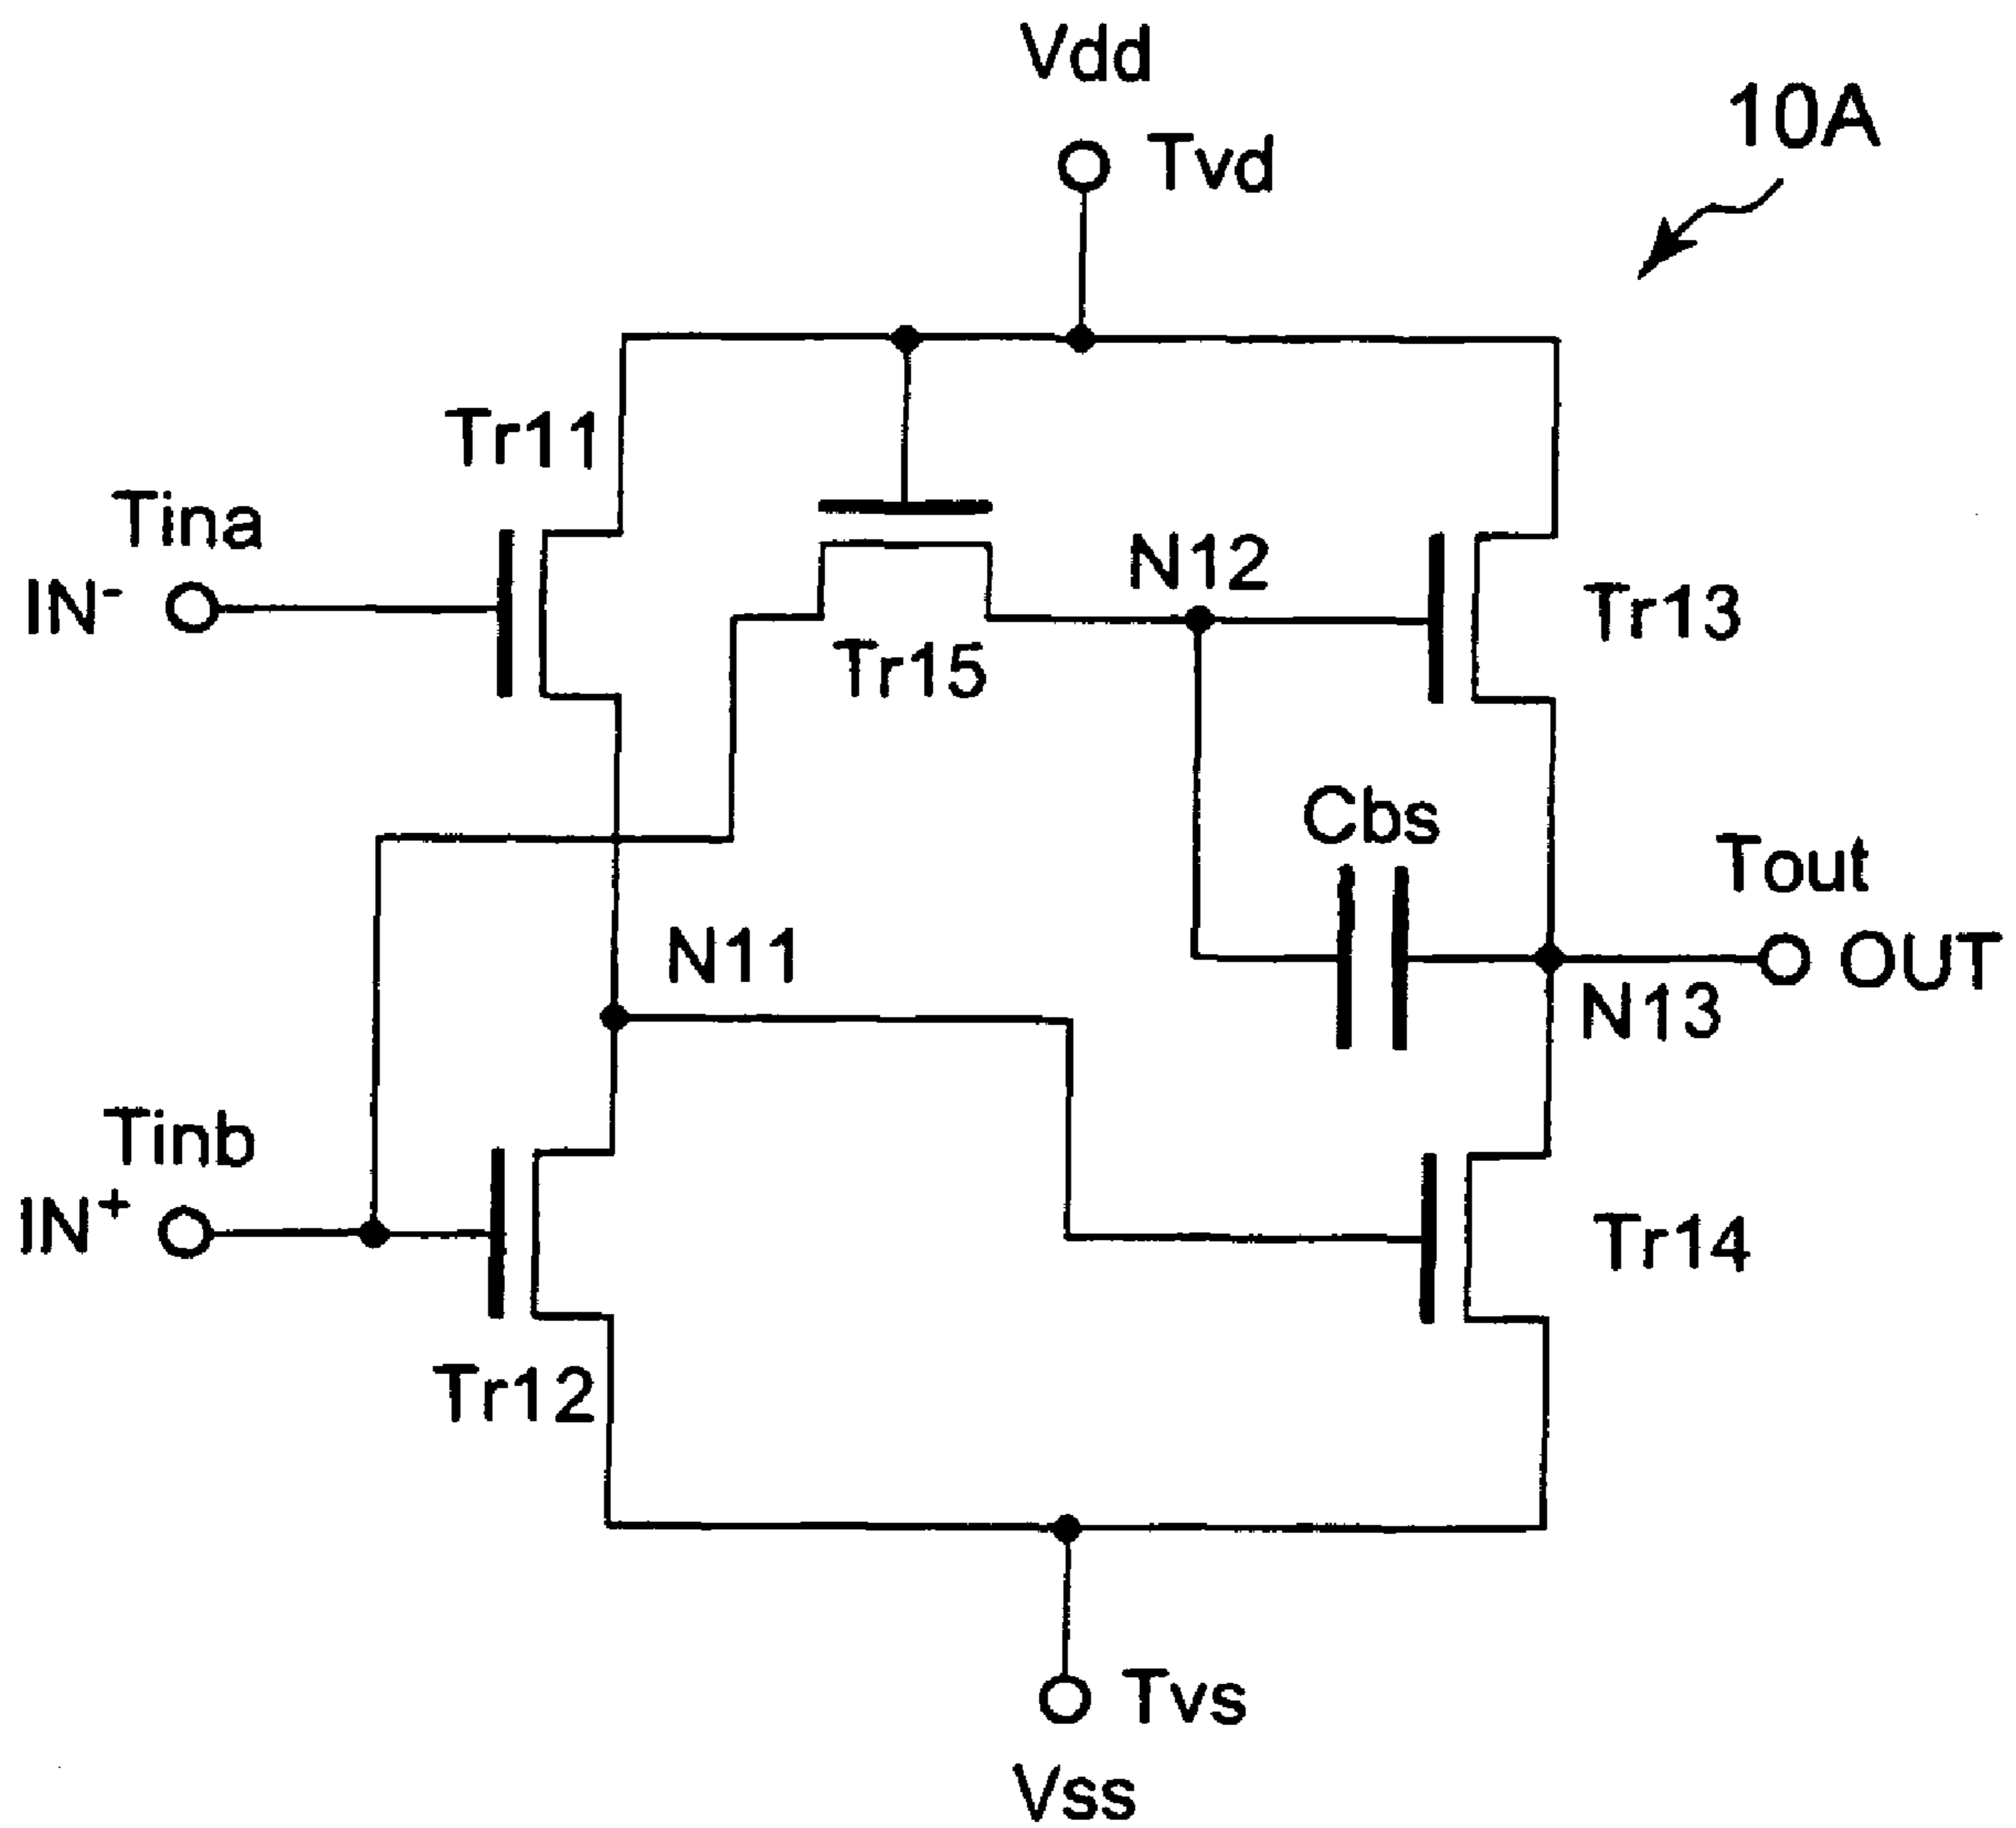 Vdd
Tvd
10A
Tr11
Tina
IN⁻
N12
Tr13
Tr15
Cbs
Tout
OUT
N11
N13
Tinb
IN⁺
Tr14
Tr12
Tvs
Vss